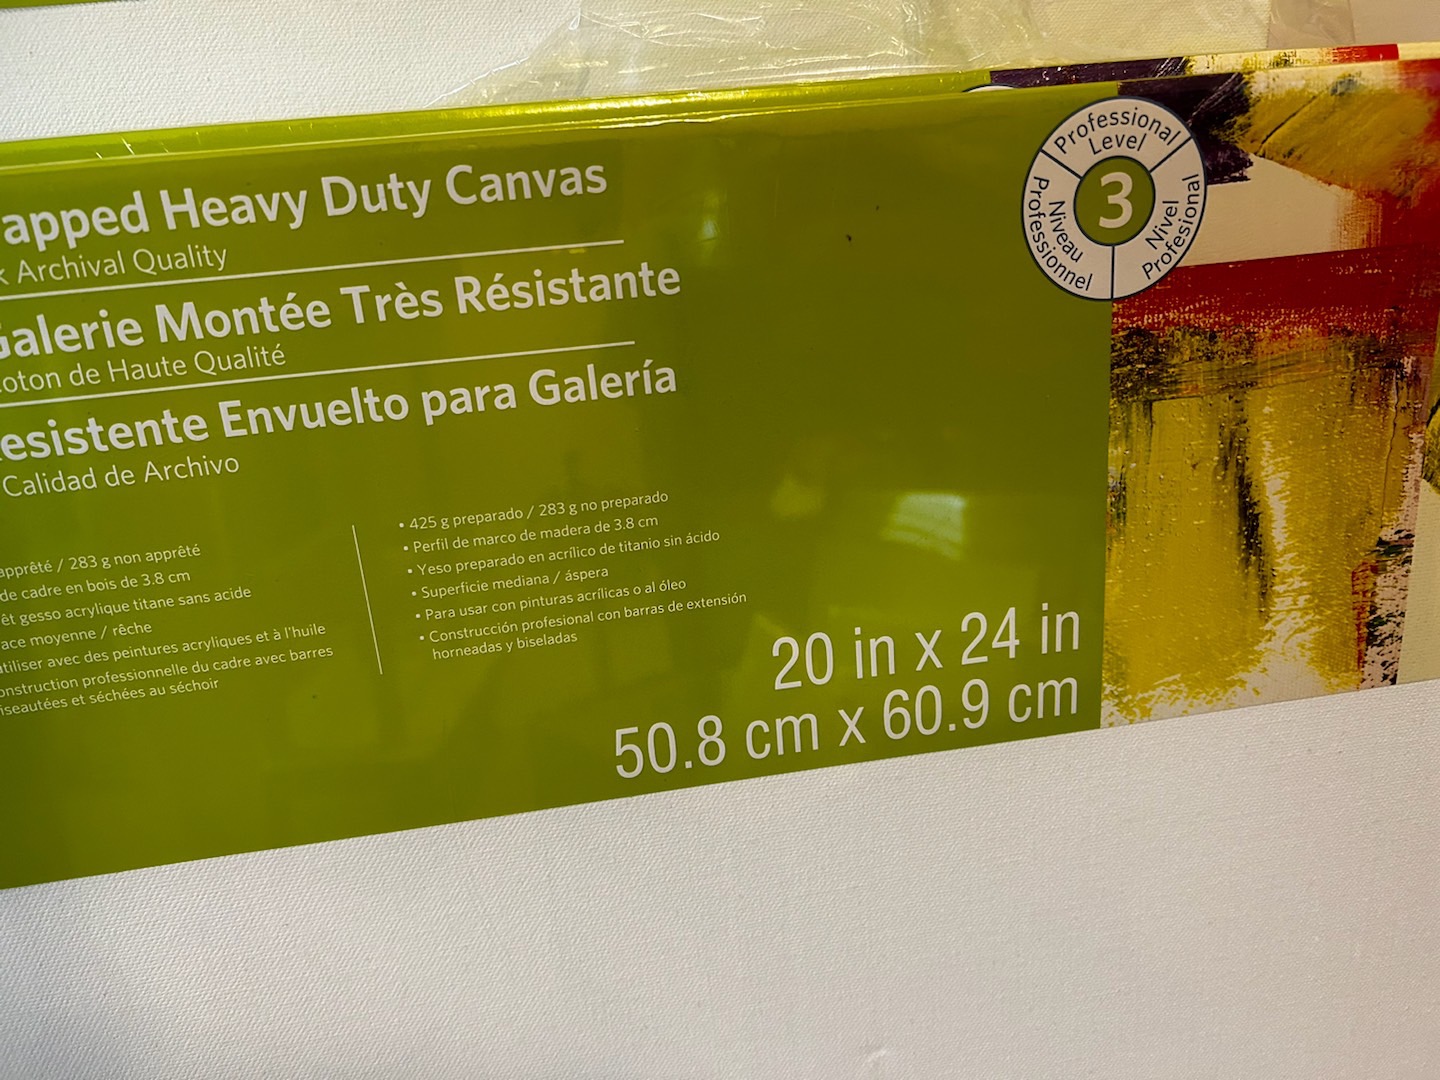 apped Heavy Duty Canvas
k Archival Quality
Galerie Montée Très Résistante
oton de Haute Qualité
esistente Envuelto para Galería
Calidad de Archivo
apprêté / 283 g non apprêté
de cadre en bois de 3.8 cm
êt gesso acrylique titane sans acide
ace moyenne / rêche
utiliser avec des peintures acryliques et à l'huile
onstruction professionnelle du cadre avec barres
iseautées et séchées au séchoir
• 425 g preparado / 283 g no preparado
• Perfil de marco de madera de 3.8 cm
• Yeso preparado en acrílico de titanio sin ácido
• Superficie mediana / áspera
• Para usar con pinturas acrílicas o al óleo
• Construcción profesional con barras de extensión
horneadas y biseladas
20 in x 24 in
50.8 cm x 60.9 cm
Professional
Level
3
Niveau
Professionnel
Nivel
Profesional